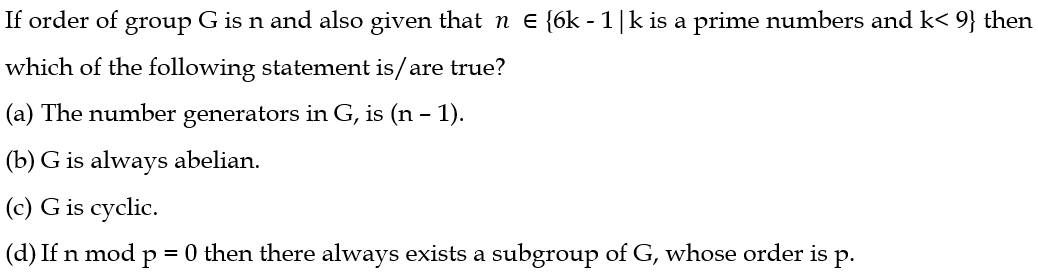 If order of group G is n and also given that n ∈ {6k - 1|k is a prime numbers and k< 9} then
which of the following statement is/are true?
(a) The number generators in G, is (n – 1).
(b) G is always abelian.
(c) G is cyclic.
(d) If n mod p = 0 then there always exists a subgroup of G, whose order is p.